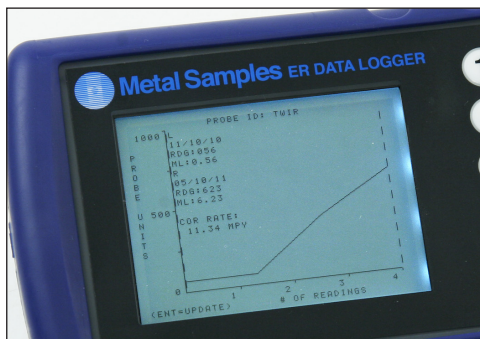 Metal Samples ER DATA LOGGER
PROBE ID: TWIR
1000 L
11/10/10
RDG:056
ML:0.56
R
05/10/11
RDG:623
ML:6.23
PROBE UNITS
500
COR RATE:
11.34 MPY
0
1 2 3 4
(ENT=UPDATE) # OF READINGS